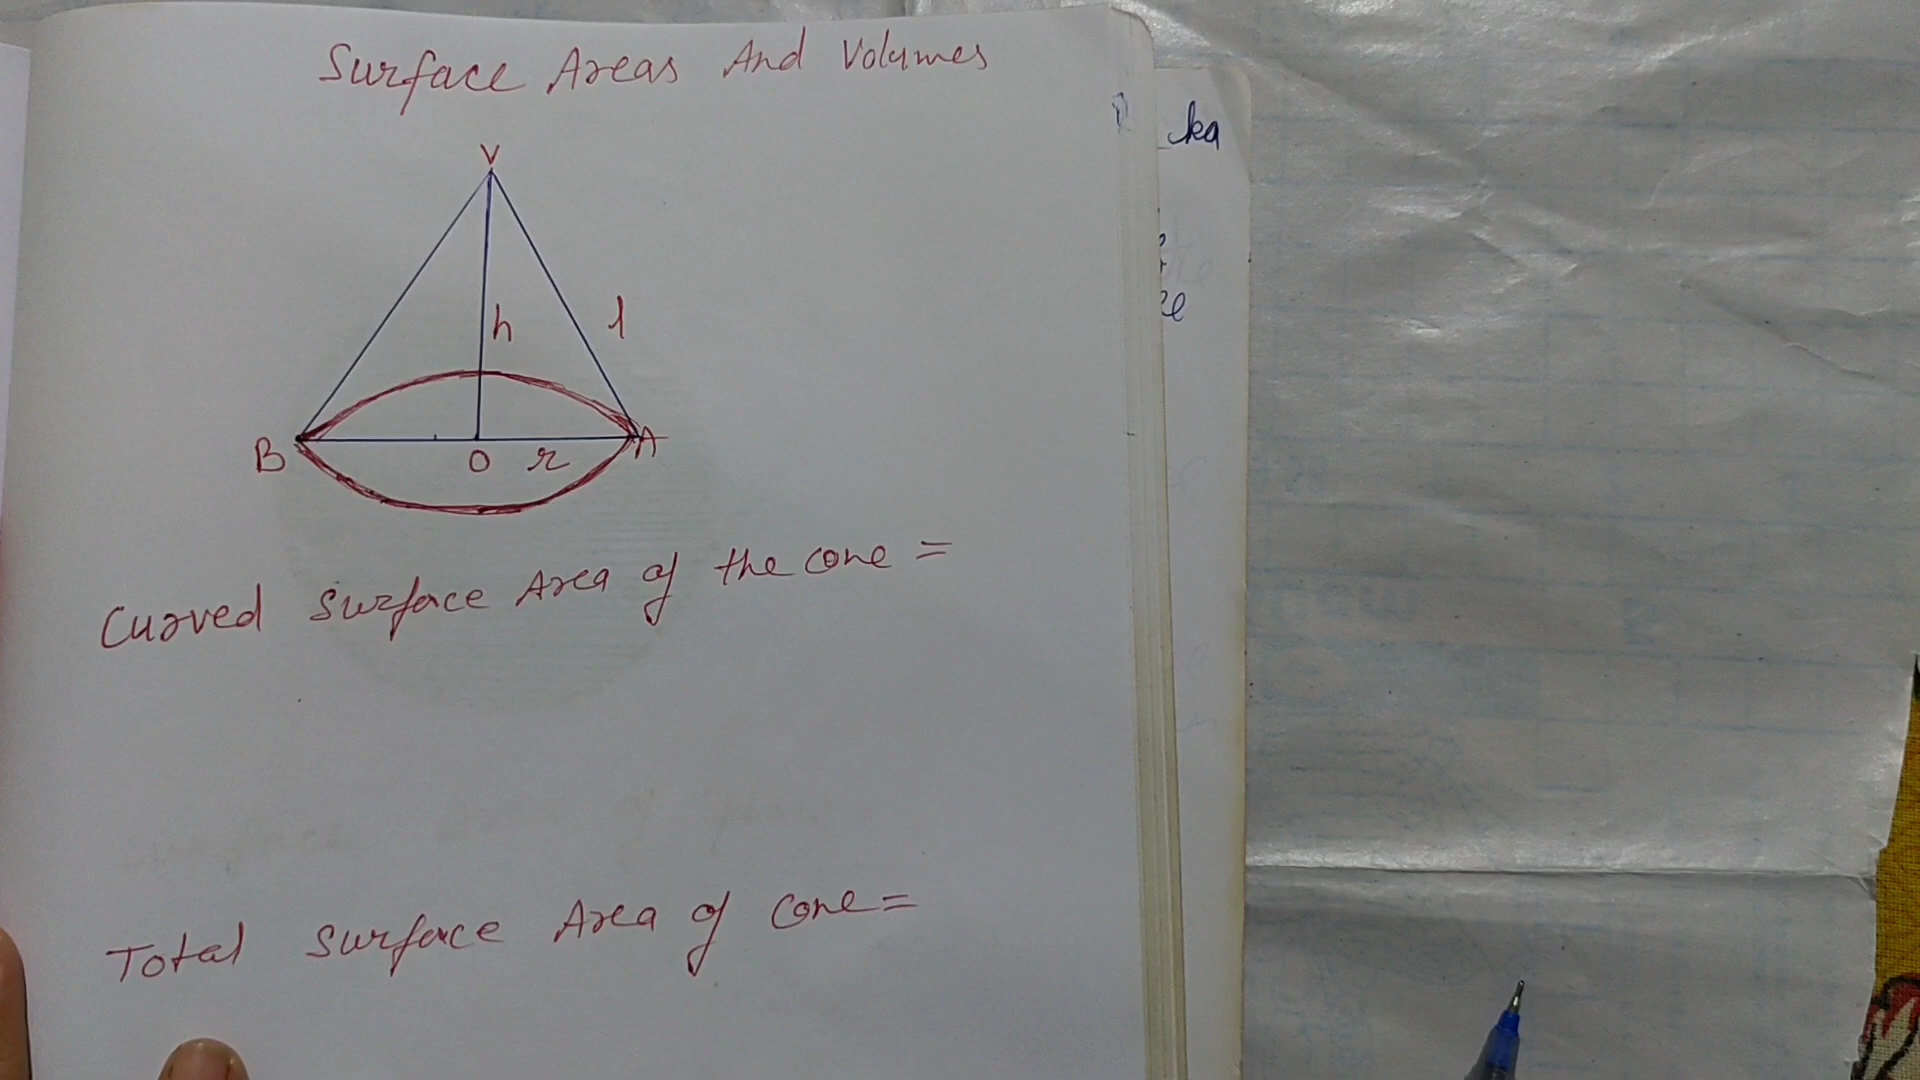 Surface Areas And Volumes
ka
V
h l
B O r A
Curved Surface Area of the cone =
Total Surface Area of cone=